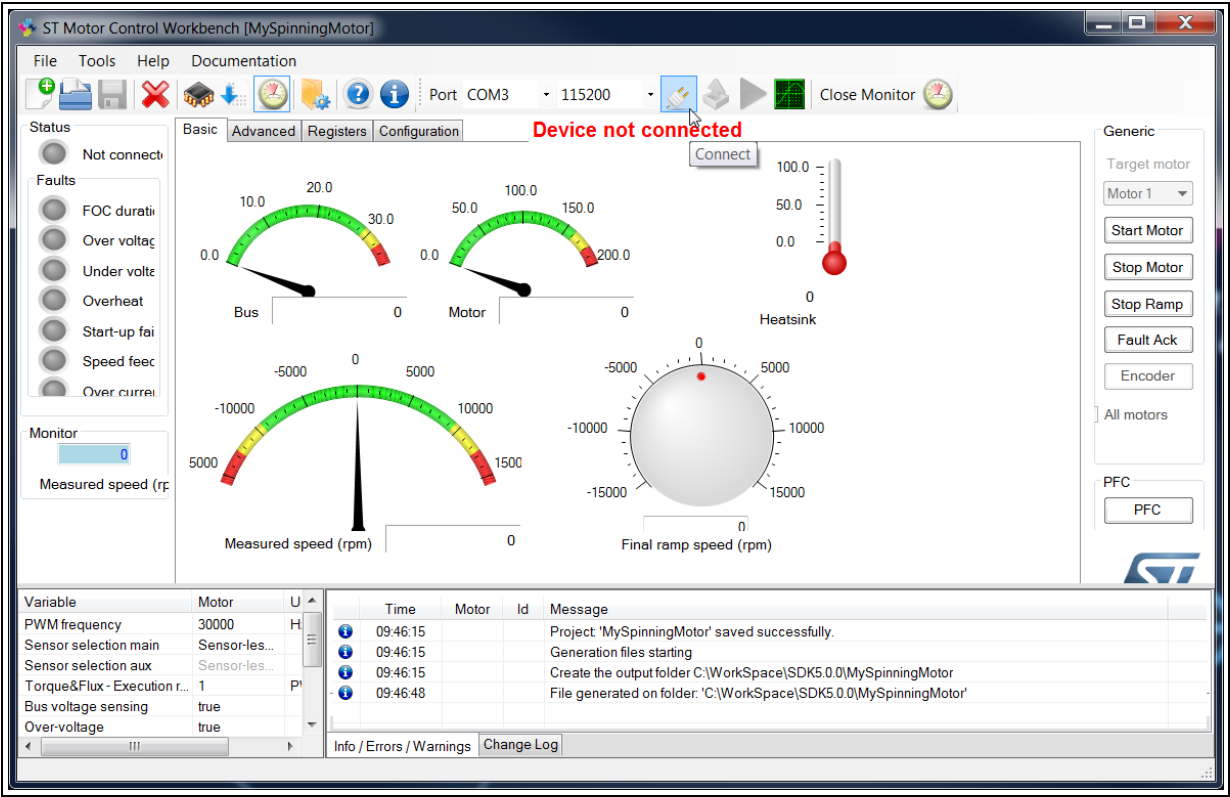 ST Motor Control Workbench [MySpinningMotor]
File Tools Help Documentation
Port COM3 115200 Close Monitor
Status
Not connecte
Faults
FOC duratio
Over voltag
Under volta
Overheat
Start-up fai
Speed feed
Over curren
Monitor
0
Measured speed (rp
Basic Advanced Registers Configuration
Device not connected
Connect
0.0 10.0 20.0 30.0
Bus 0
0.0 50.0 100.0 150.0 200.0
Motor 0
100.0
50.0
0.0
0
Heatsink
5000 -10000 -5000 0 5000 10000 1500
Measured speed (rpm) 0
-15000 -10000 -5000 0 5000 10000 15000
0
Final ramp speed (rpm)
Generic
Target motor
Motor 1
Start Motor
Stop Motor
Stop Ramp
Fault Ack
Encoder
All motors
PFC
PFC
ST
Variable Motor U
PWM frequency 30000 H
Sensor selection main Sensor-les...
Sensor selection aux Sensor-les...
Torque&Flux - Execution r... 1 P
Bus voltage sensing true
Over-voltage true
Time Motor Id Message
09:46:15 Project: 'MySpinningMotor' saved successfully.
09:46:15 Generation files starting
09:46:15 Create the output folder C:\WorkSpace\SDK5.0.0\MySpinningMotor
09:46:48 File generated on folder: 'C:\WorkSpace\SDK5.0.0\MySpinningMotor'
Info / Errors / Warnings Change Log